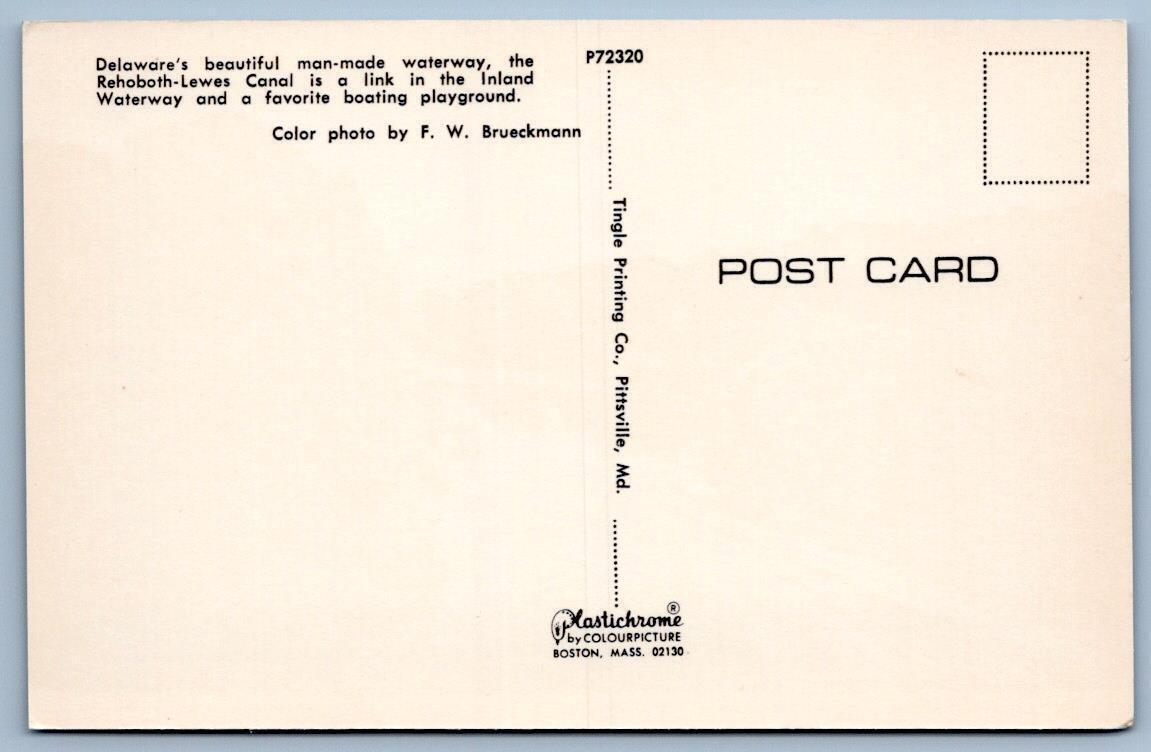 Delaware's beautiful man-made waterway, the
Rehoboth-Lewes Canal is a link in the Inland
Waterway and a favorite boating playground.
Color photo by F. W. Brueckmann
P72320
Tingle Printing Co., Pittsville, Md.
POST CARD
Plastichrome®
by COLOURPICTURE
BOSTON, MASS. 02130